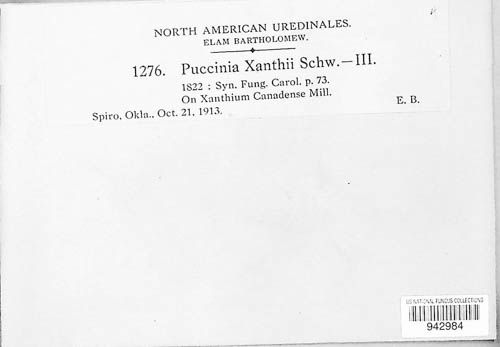 NORTH AMERICAN UREDINALES.
ELAM BARTHOLOMEW.
1276. Puccinia Xanthii Schw.—III.
1822 ; Syn. Fung. Carol. p. 73.
On Xanthium Canadense Mill.
Spiro, Okla., Oct. 21, 1913. E. B.
US NATIONAL FUNGUS COLLECTIONS
942984